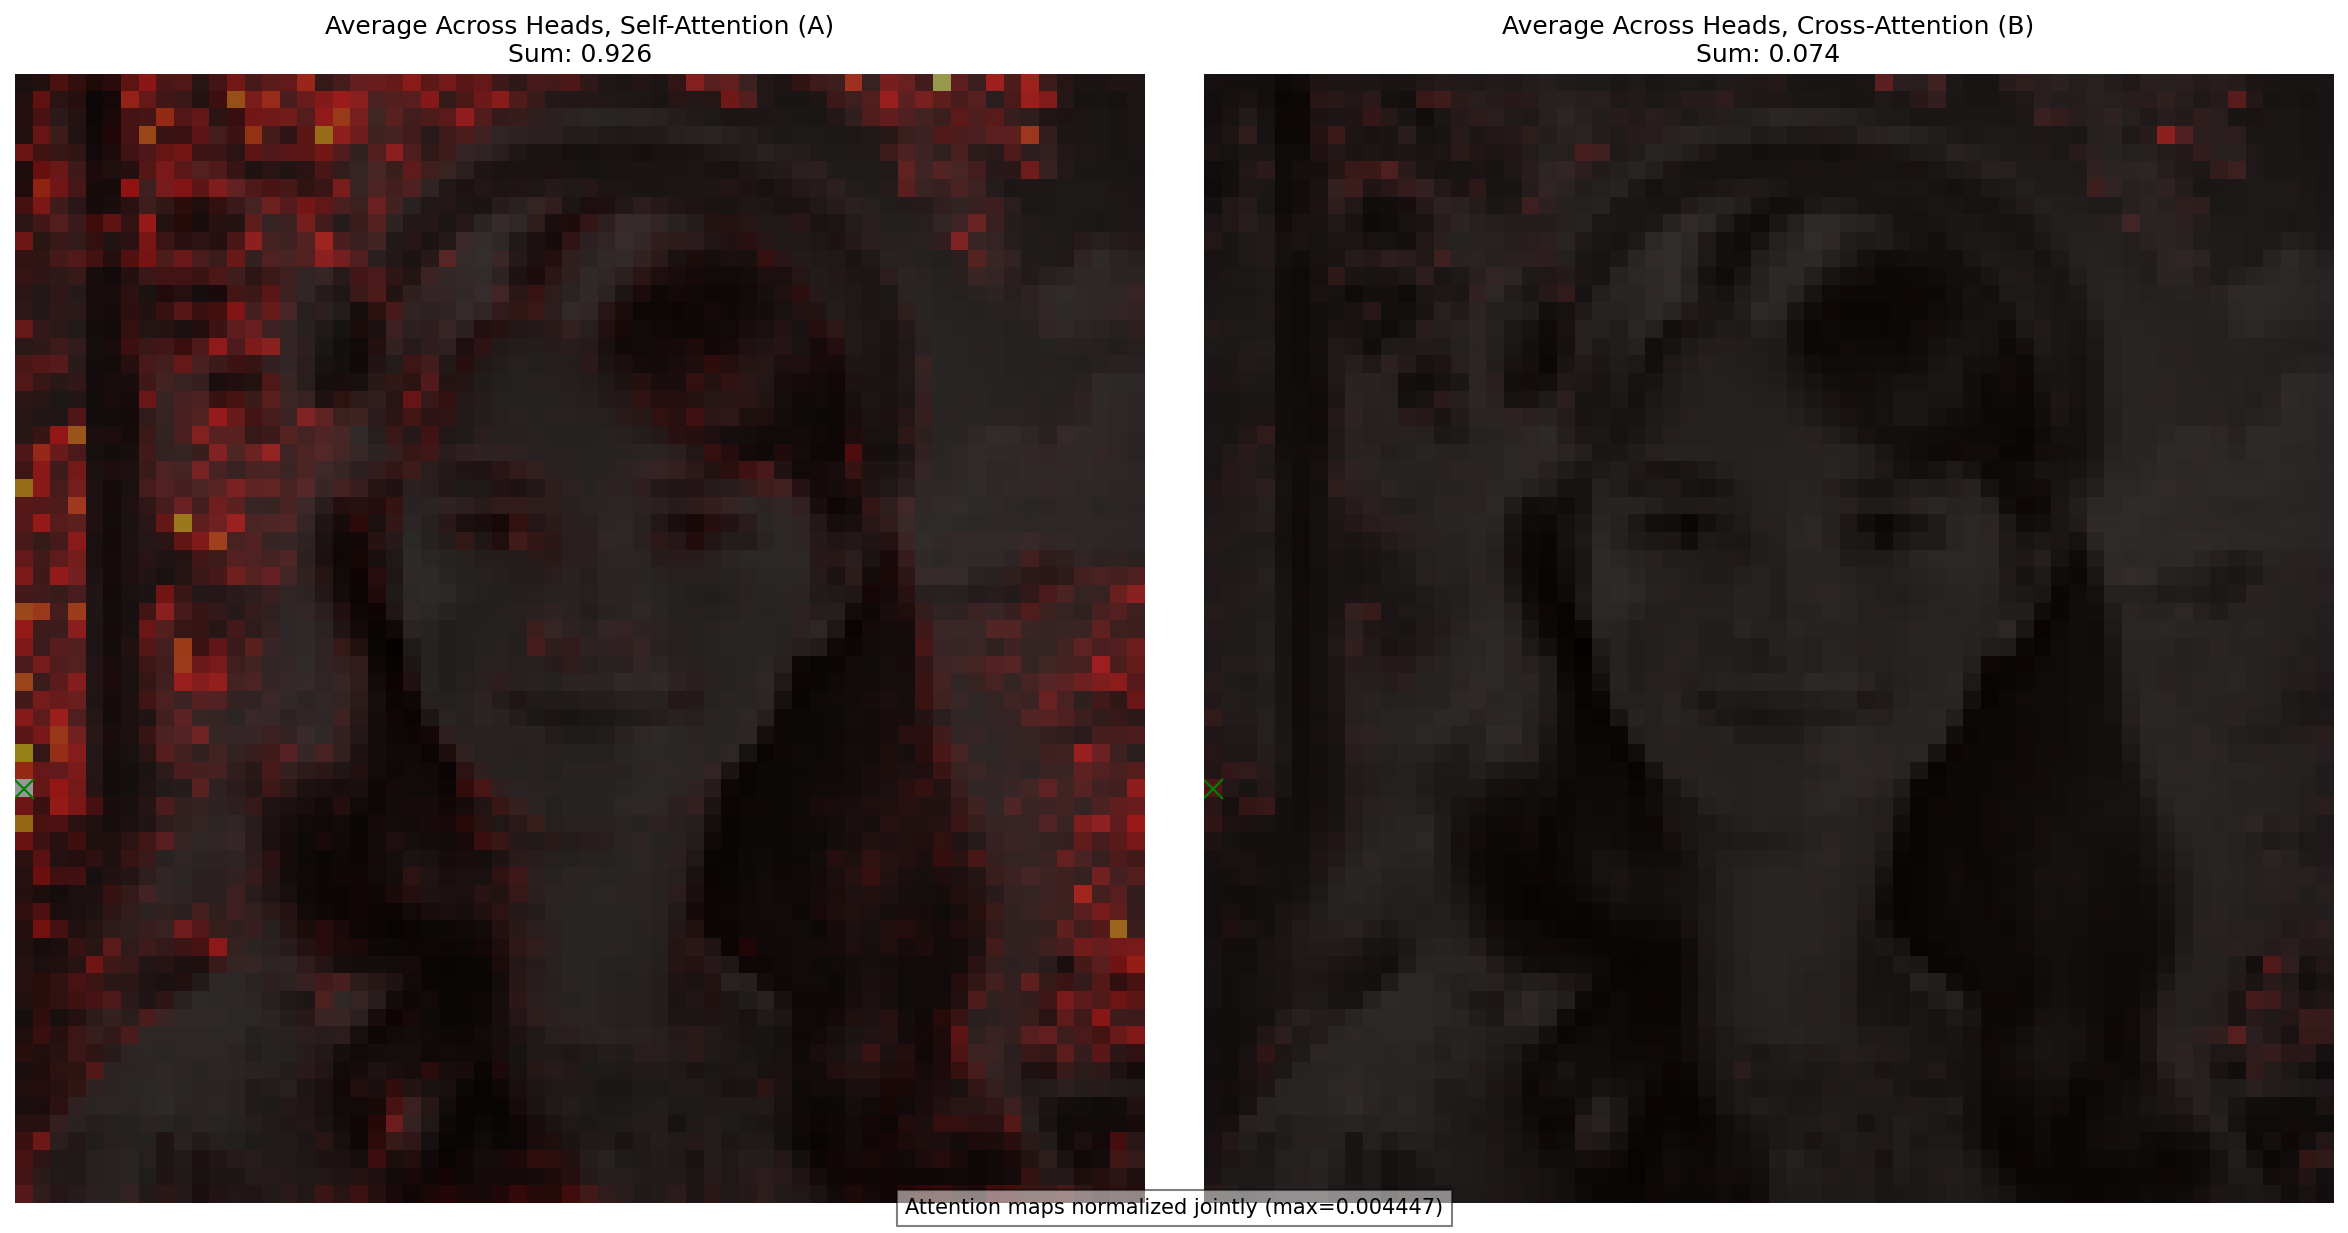 Average Across Heads, Self-Attention (A)
Sum: 0.926
Average Across Heads, Cross-Attention (B)
Sum: 0.074
Attention maps normalized jointly (max=0.004447)